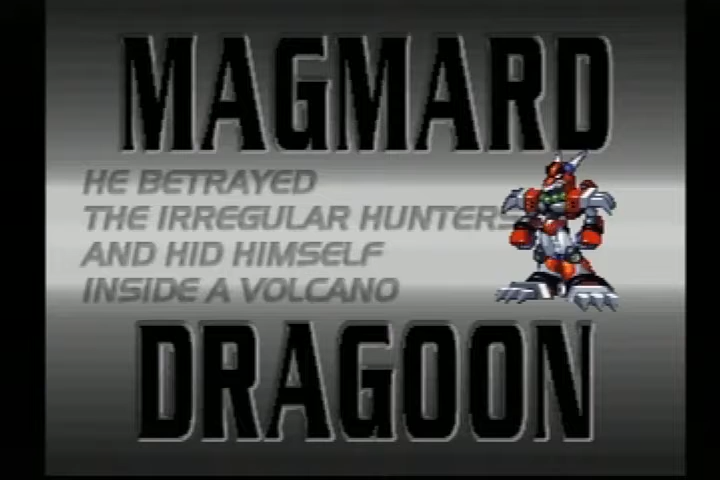 MAGMARD
HE BETRAYED
THE IRREGULAR HUNTERS
AND HID HIMSELF
INSIDE A VOLCANO
DRAGOON